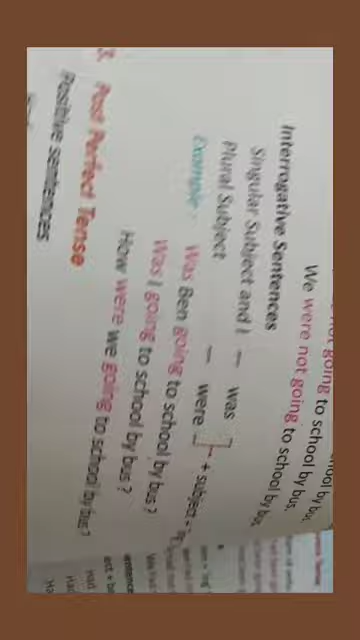 not going to school by bus.
We were not going to school by bus.
Interrogative Sentences
Singular Subject and I — was
Plural Subject — were + subject +
Example - Was Ben going to school by bus ?
Was I going to school by bus ?
How were we going to school by bus ?
3. Past Perfect Tense
Positive sentences